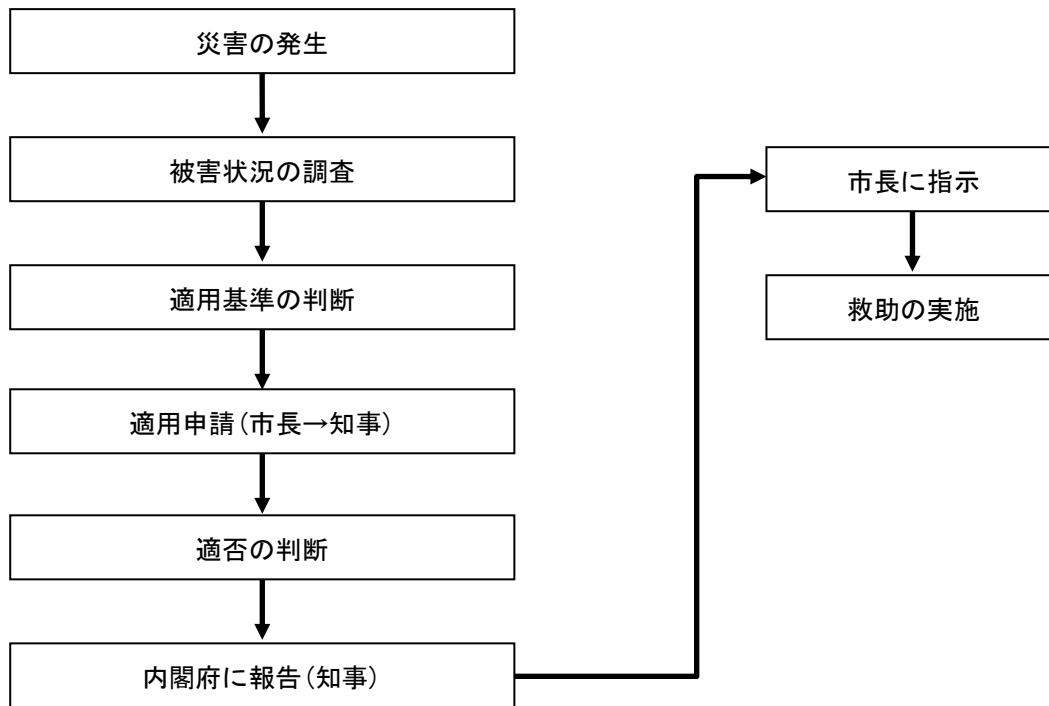 災害の発生
被害状況の調査
適用基準の判断
適用申請（市長→知事）
適否の判断
内閣府に報告（知事）
市長に指示
救助の実施